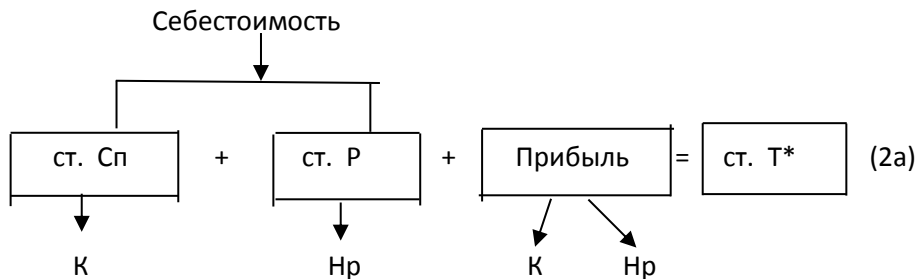 Себестоимость
ст. Сп + ст. Р + Прибыль = ст. Т* (2а)
К Нр К Нр